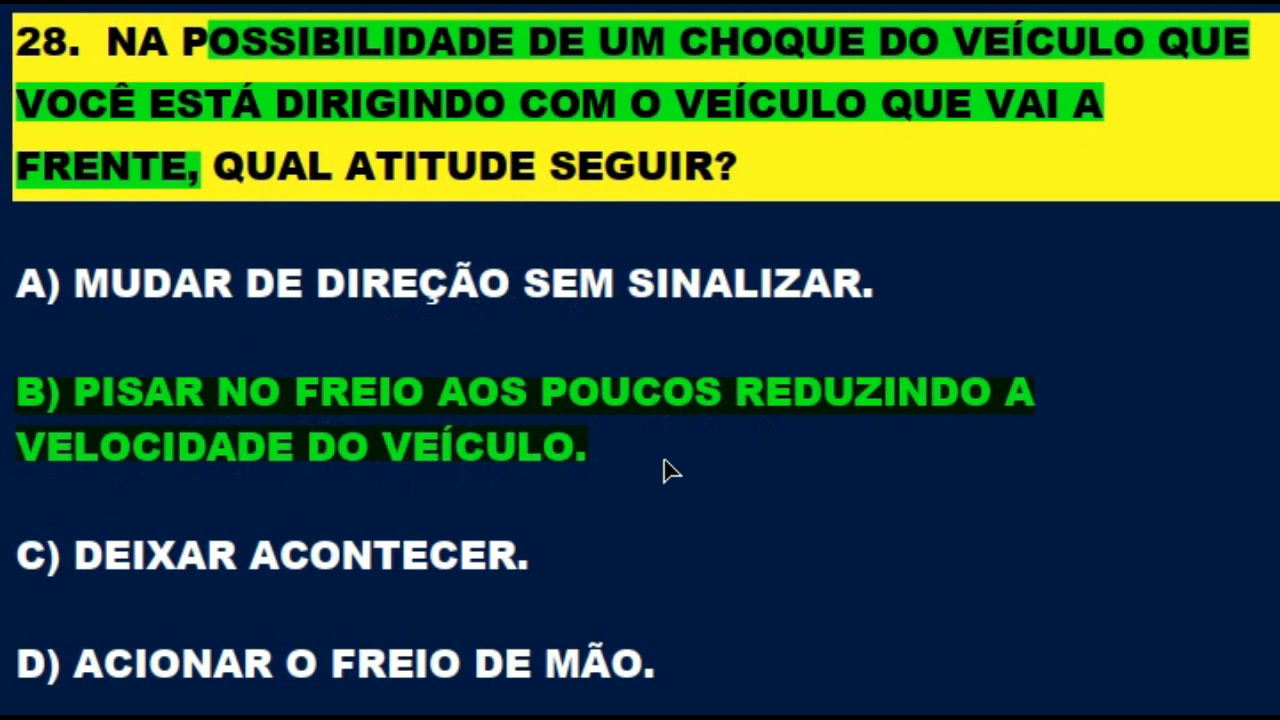 28. NA POSSIBILIDADE DE UM CHOQUE DO VEÍCULO QUE
VOCÊ ESTÁ DIRIGINDO COM O VEÍCULO QUE VAI A
FRENTE, QUAL ATITUDE SEGUIR?
A) MUDAR DE DIREÇÃO SEM SINALIZAR.
B) PISAR NO FREIO AOS POUCOS REDUZINDO A
VELOCIDADE DO VEÍCULO.
C) DEIXAR ACONTECER.
D) ACIONAR O FREIO DE MÃO.